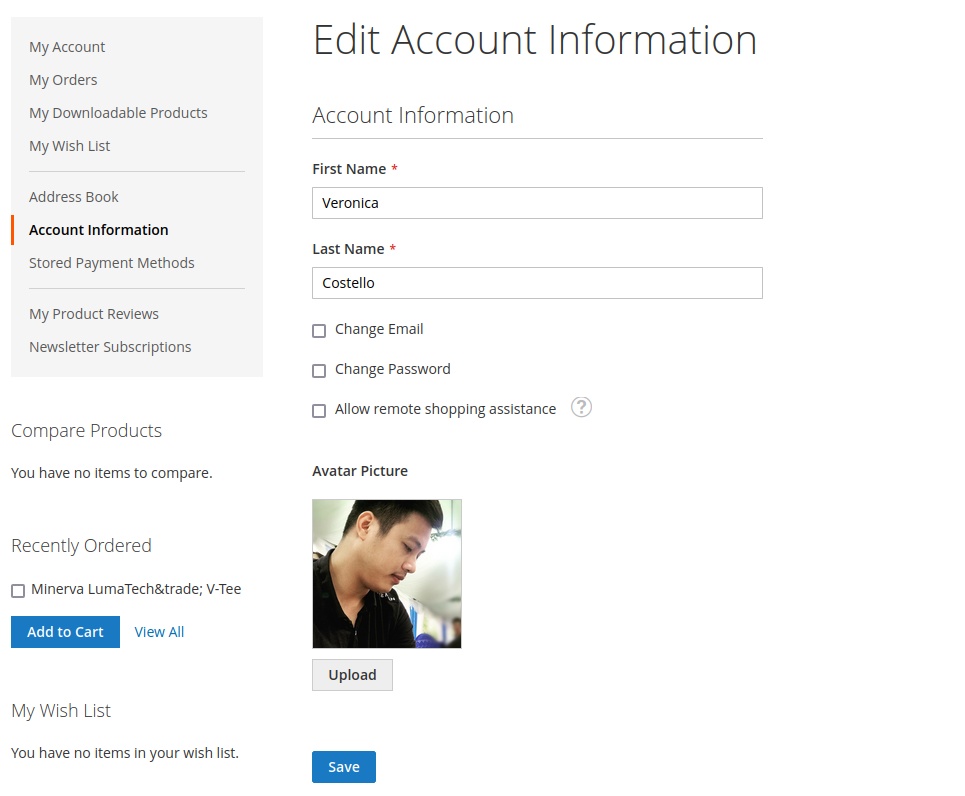 My Account
My Orders
My Downloadable Products
My Wish List
Address Book
Account Information
Stored Payment Methods
My Product Reviews
Newsletter Subscriptions
Compare Products
You have no items to compare.
Recently Ordered
Minerva LumaTech&trade; V-Tee
Add to Cart View All
My Wish List
You have no items in your wish list.
Edit Account Information
Account Information
First Name *
Veronica
Last Name *
Costello
Change Email
Change Password
Allow remote shopping assistance ?
Avatar Picture
Upload
Save